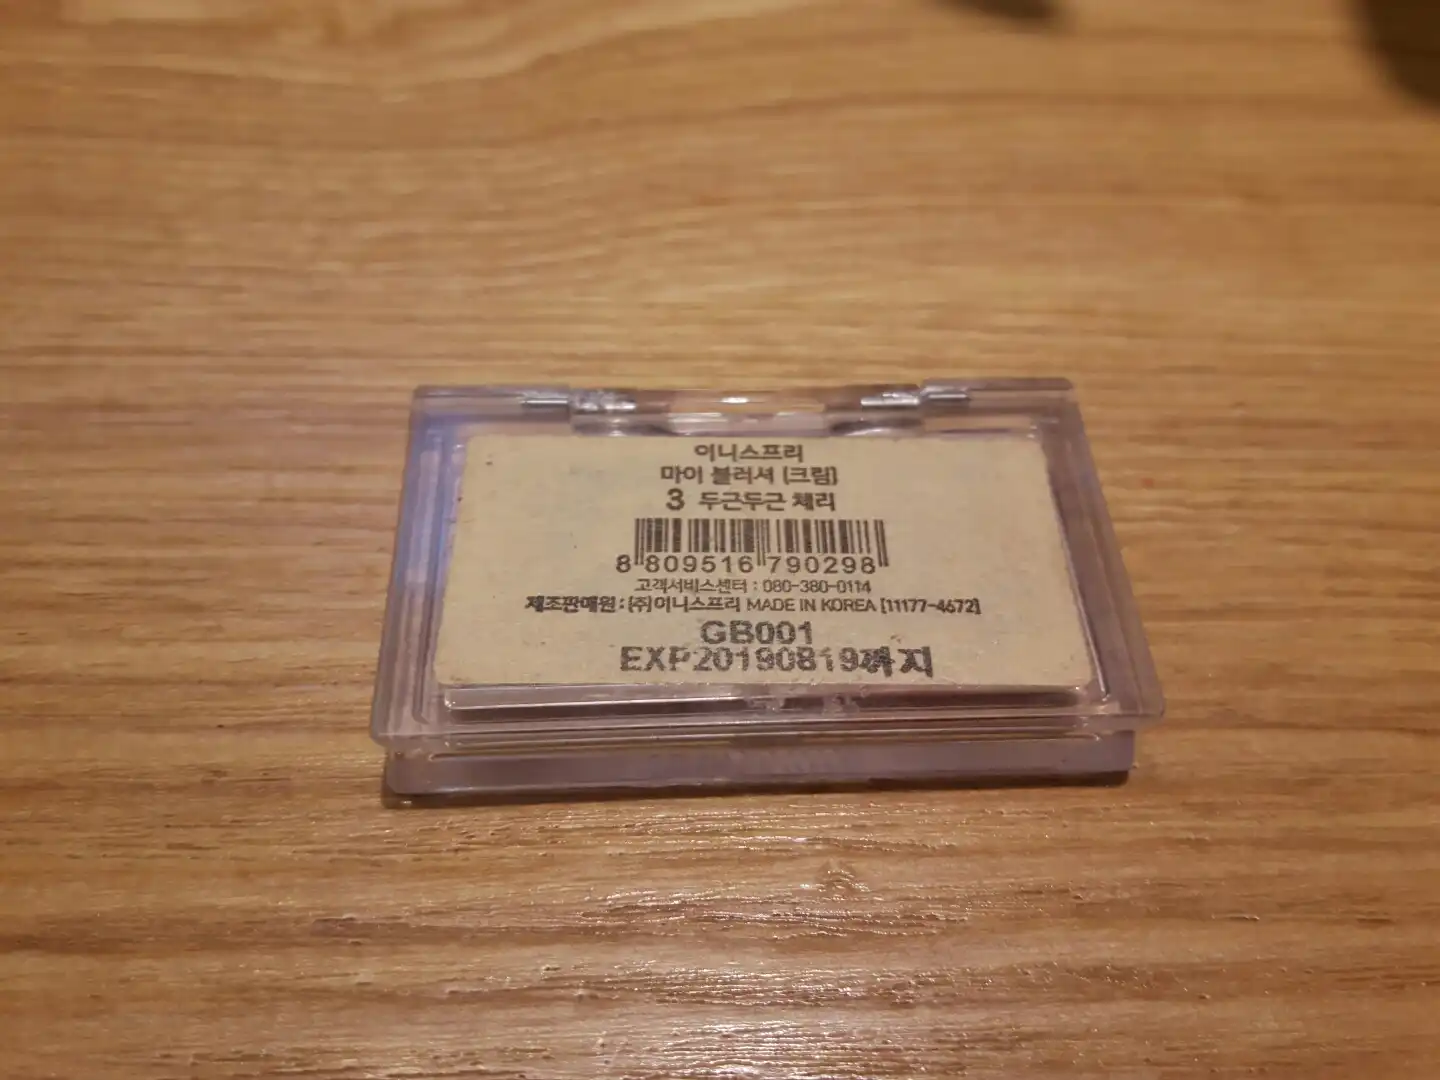 이니스프리
마이 블러셔 (크림)
3 두근두근 체리
8 809516 790298
고객서비스센터 : 080-380-0114
제조판매원 : (주)이니스프리 MADE IN KOREA [11177-4672]
GB001
EXP20190819까지